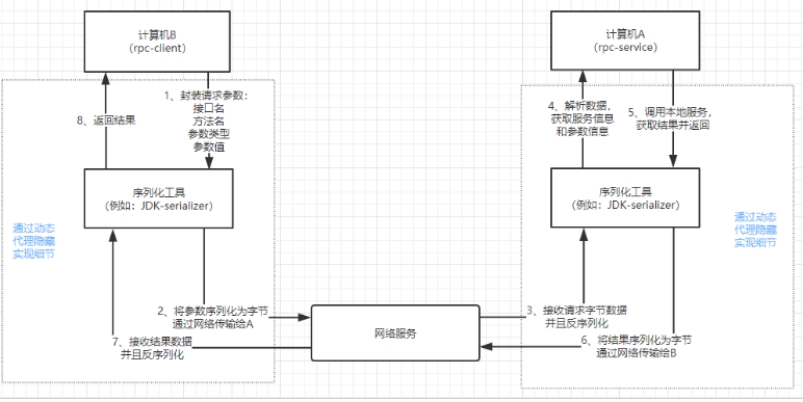 计算机B
（rpc-client）
计算机A
（rpc-service）
1、封装请求参数：
接口名
方法名
参数类型
参数值
8、返回结果
4、解析数据，
获取服务信息
和参数信息
5、调用本地服务，
获取结果并返回
序列化工具
（例如：JDK-serializer）
序列化工具
（例如：JDK-serializer）
通过动态
代理隐藏
实现细节
通过动态
代理隐藏
实现细节
2、将参数序列化为字节
通过网络传输给A
网络服务
3、接收请求字节数据
并且反序列化
7、接收结果数据
并且反序列化
6、将结果序列化为字节
通过网络传输给B